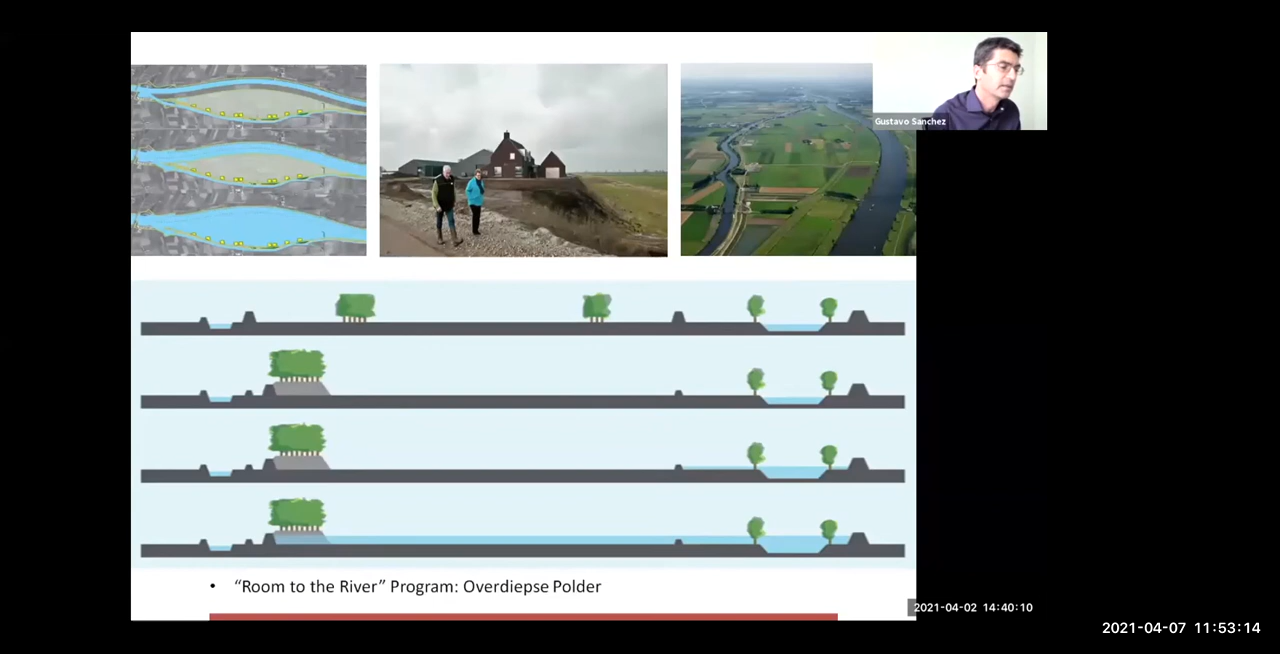 Gustavo Sanchez
• “Room to the River” Program: Overdiepse Polder
2021-04-02 14:40:10
2021-04-07 11:53:14